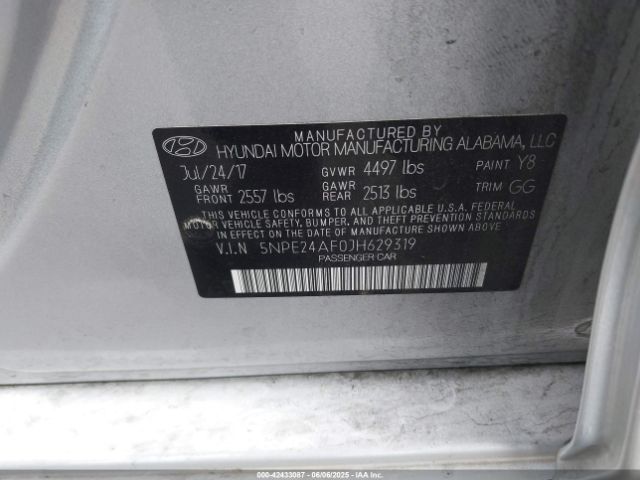 MANUFACTURED BY
HYUNDAI MOTOR MANUFACTURING ALABAMA, LLC
Jul/24/17 GVWR 4497 lbs PAINT Y8
GAWR FRONT 2557 lbs GAWR REAR 2513 lbs TRIM GG
THIS VEHICLE CONFORMS TO ALL APPLICABLE U.S.A. FEDERAL
MOTOR VEHICLE SAFETY, BUMPER, AND THEFT PREVENTION STANDARDS
IN EFFECT ON THE DATE OF MANUFACTURE SHOWN ABOVE.
V.I.N 5NPE24AF0JH629319
PASSENGER CAR
000-42433087 06/06/2025 - COPYRIGHT IAA, LLC.